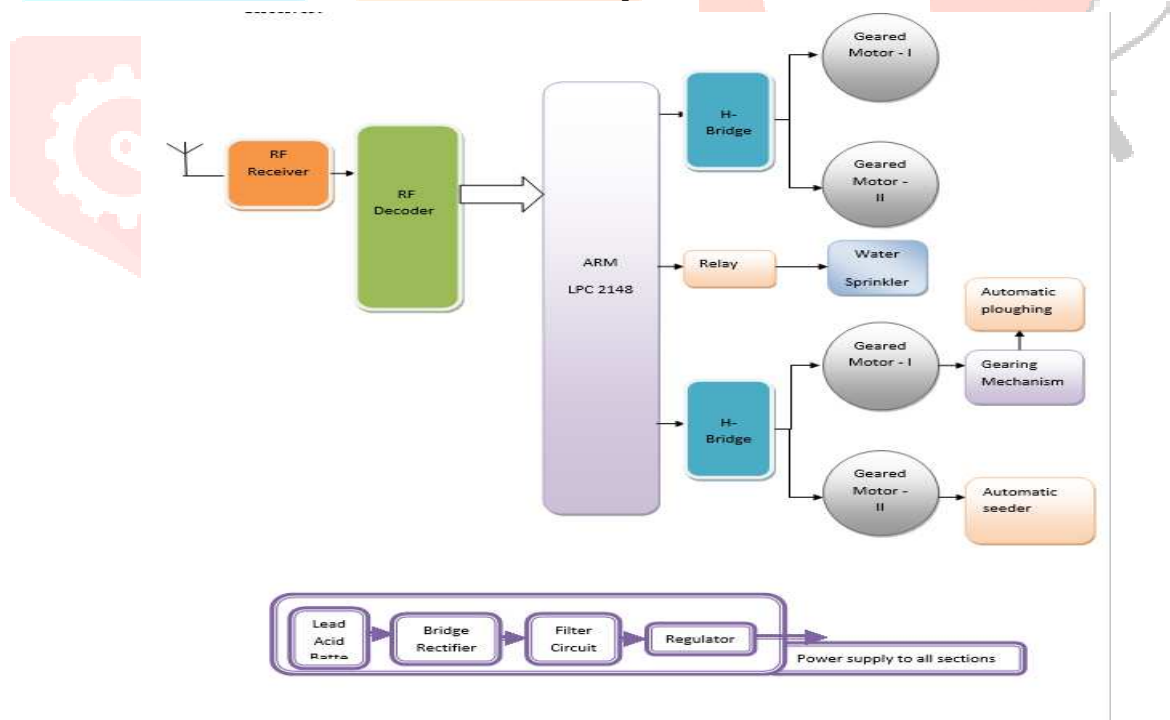 Geared
Motor - I
H-
Bridge
RF
Receiver
RF
Decoder
Geared
Motor -
II
ARM
LPC 2148
Relay
Water
Sprinkler
Automatic
ploughing
Geared
Motor - I
Gearing
Mechanism
H-
Bridge
Geared
Motor -
II
Automatic
seeder
Lead
Acid
Batte
Bridge
Rectifier
Filter
Circuit
Regulator
Power supply to all sections